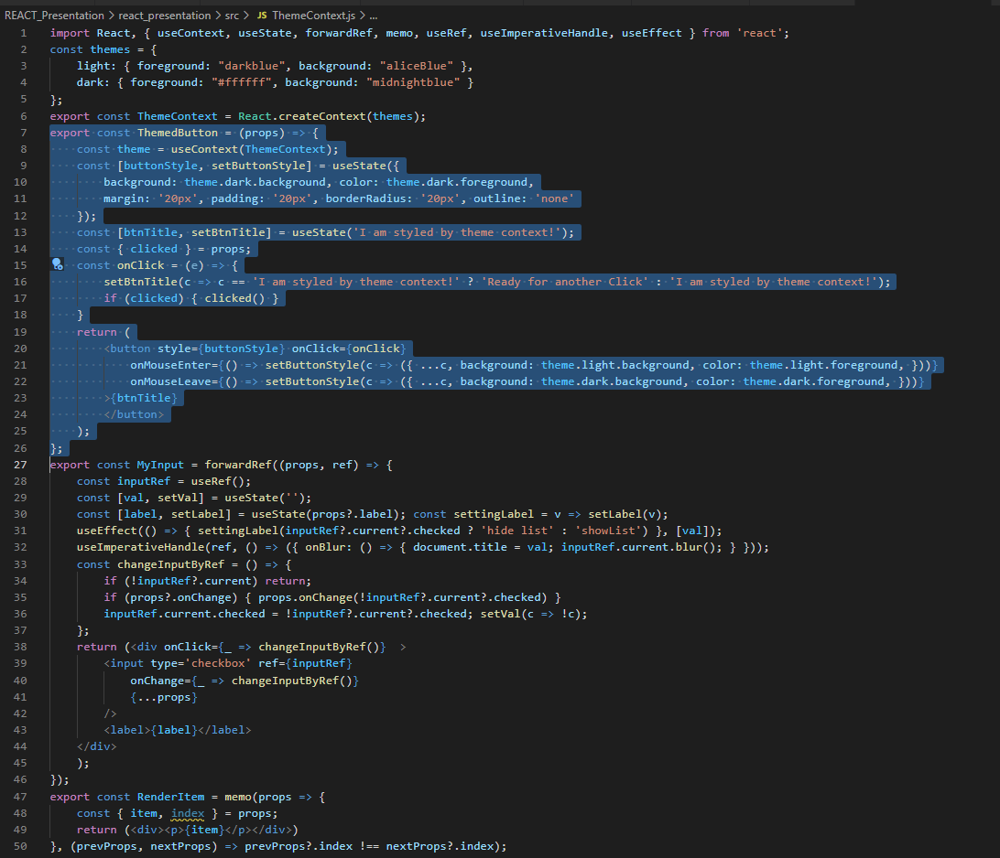 REACT_Presentation > react_presentation > src > JS ThemeContext.js > ...
1 import React, { useContext, useState, forwardRef, memo, useRef, useImperativeHandle, useEffect } from 'react';
2 const themes = {
3     light: { foreground: "darkblue", background: "aliceBlue" },
4     dark: { foreground: "#ffffff", background: "midnightblue" }
5 };
6 export const ThemeContext = React.createContext(themes);
7 export const ThemedButton = (props) => {
8     const theme = useContext(ThemeContext);
9     const [buttonStyle, setButtonStyle] = useState({
10         background: theme.dark.background, color: theme.dark.foreground,
11         margin: '20px', padding: '20px', borderRadius: '20px', outline: 'none'
12     });
13     const [btnTitle, setBtnTitle] = useState('I am styled by theme context!');
14     const { clicked } = props;
15     const onClick = (e) => {
16         setBtnTitle(c => c == 'I am styled by theme context!' ? 'Ready for another Click' : 'I am styled by theme context!');
17         if (clicked) { clicked() }
18     }
19     return (
20         <button style={buttonStyle} onClick={onClick}
21             onMouseEnter={() => setButtonStyle(c => ({ ...c, background: theme.light.background, color: theme.light.foreground, }))}
22             onMouseLeave={() => setButtonStyle(c => ({ ...c, background: theme.dark.background, color: theme.dark.foreground, }))}
23         >{btnTitle}
24         </button>
25     );
26 };
27 export const MyInput = forwardRef((props, ref) => {
28     const inputRef = useRef();
29     const [val, setVal] = useState('');
30     const [label, setLabel] = useState(props?.label); const settingLabel = v => setLabel(v);
31     useEffect(() => { settingLabel(inputRef?.current?.checked ? 'hide list' : 'showList') }, [val]);
32     useImperativeHandle(ref, () => ({ onBlur: () => { document.title = val; inputRef.current.blur(); } }));
33     const changeInputByRef = () => {
34         if (!inputRef?.current) return;
35         if (props?.onChange) { props.onChange(!inputRef?.current?.checked) }
36         inputRef.current.checked = !inputRef?.current?.checked; setVal(c => !c);
37     };
38     return (<div onClick={_ => changeInputByRef()}  >
39         <input type='checkbox' ref={inputRef}
40             onChange={_ => changeInputByRef()}
41             {...props}
42         />
43         <label>{label}</label>
44     </div>
45     );
46 });
47 export const RenderItem = memo(props => {
48     const { item, index } = props;
49     return (<div><p>{item}</p></div>)
50 }, (prevProps, nextProps) => prevProps?.index !== nextProps?.index);